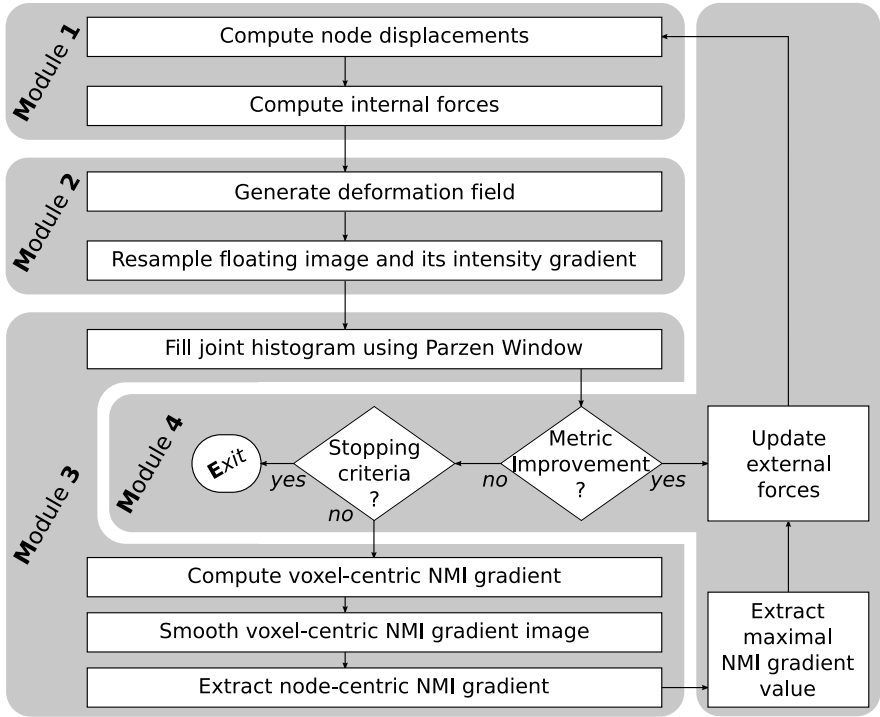 Module 1
Compute node displacements
Compute internal forces
Module 2
Generate deformation field
Resample floating image and its intensity gradient
Module 3
Fill joint histogram using Parzen Window
Module 4
Exit
yes
Stopping
criteria
?
no
no
Metric
Improvement
?
yes
Update
external
forces
Compute voxel-centric NMI gradient
Smooth voxel-centric NMI gradient image
Extract node-centric NMI gradient
Extract
maximal
NMI gradient
value